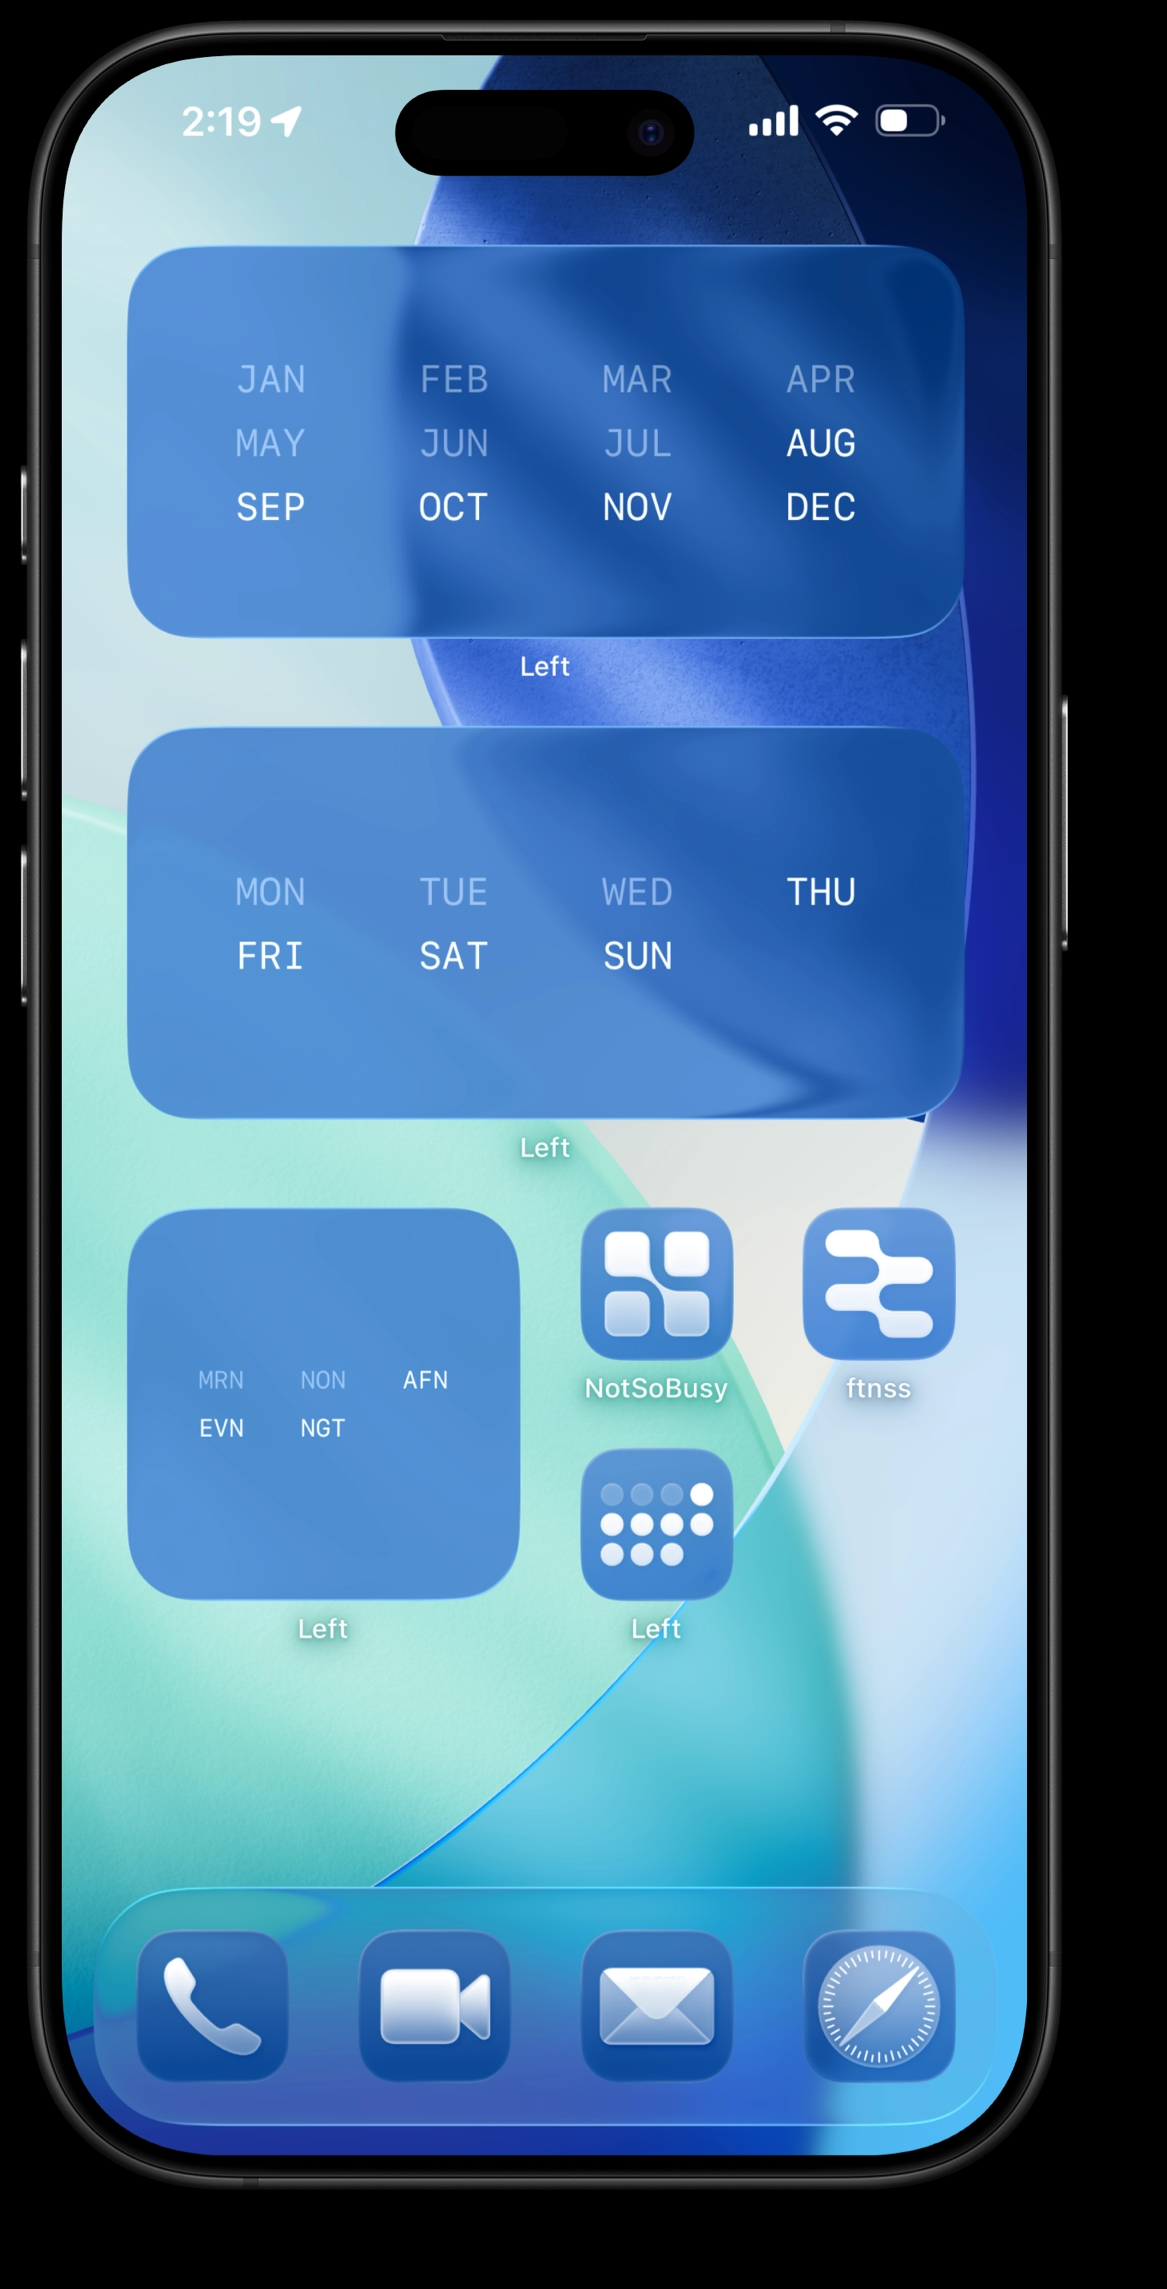 2:19
JAN FEB MAR APR
MAY JUN JUL AUG
SEP OCT NOV DEC
Left
MON TUE WED THU
FRI SAT SUN
Left
MRN NON AFN
EVN NGT
Left
NotSoBusy ftnss
Left